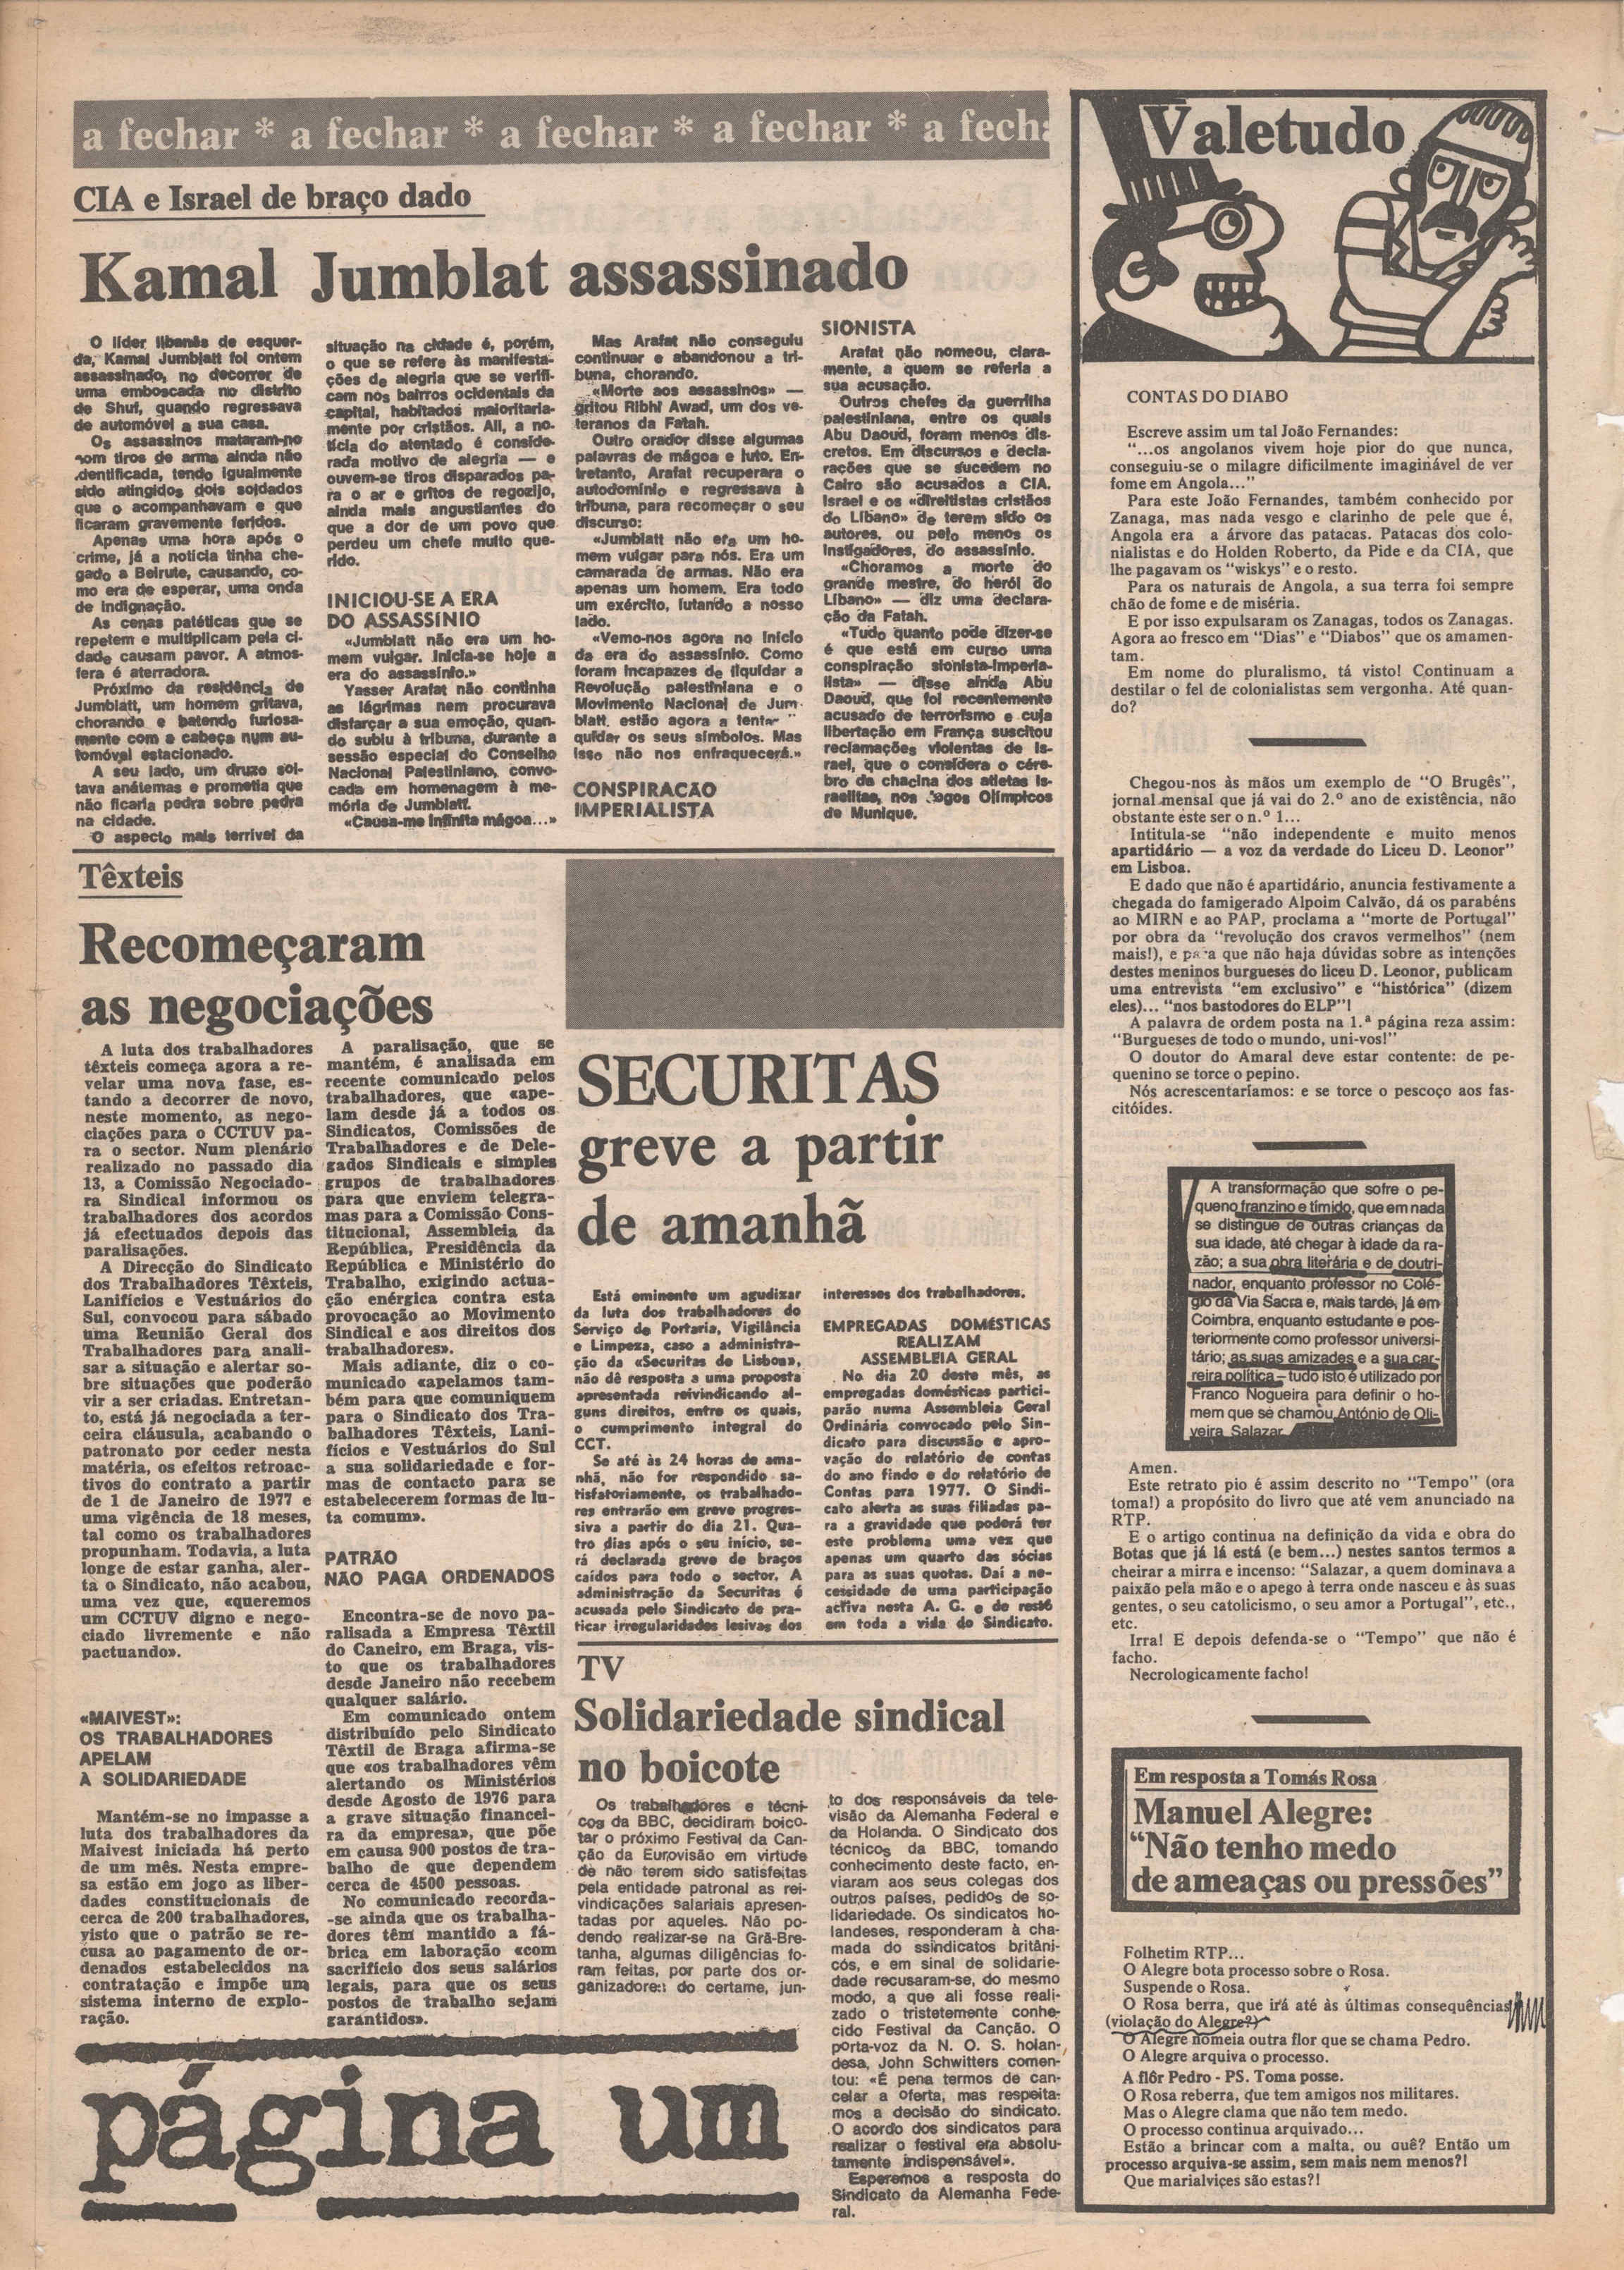 a fechar * a fechar * a fechar * a fechar * a fech
CIA e Israel de braço dado
Kamal Jumblat assassinado
O líder libanês de esquer-
da, Kamal Jumblatt foi ontem
assassinado, no decorrer de
uma emboscada no distrito
de Shuf, quando regressava
de automóvel a sua casa.
Os assassinos mataram-no
com tiros de arma ainda não
identificada, tendo igualmente
sido atingidos dois soldados
que o acompanhavam e que
ficaram gravemente feridos.
Apenas uma hora após o
crime, já a notícia tinha che-
gado a Beirute, causando, co-
mo era de esperar, uma onda
de indignação.
As cenas patéticas que se
repetem e multiplicam pela ci-
dade causam pavor. A atmos-
fera é aterradora.
Próximo da residência de
Jumblatt, um homem gritava,
chorando e batendo furiosa-
mente com a cabeça num au-
tomóvel estacionado.
A seu lado, um druzo sol-
tava anátemas e prometia que
não ficaria pedra sobre pedra
na cidade.
O aspecto mais terrível da
situação na cidade é, porém,
o que se refere às manifesta-
ções de alegria que se verifi-
cam nos bairros ocidentais da
capital, habitados maioritaria-
mente por cristãos. Ali, a no-
tícia do atentado é conside-
rada motivo de alegria — e
ouvem-se tiros disparados pa-
ra o ar e gritos de regozijo,
ainda mais angustiantes do
que a dor de um povo que
perdeu um chefe muito que-
rido.
INICIOU-SE A ERA
DO ASSASSÍNIO
«Jumblatt não era um ho-
mem vulgar. Inicia-se hoje a
era do assassínio.»
Yasser Arafat não continha
as lágrimas nem procurava
disfarçar a sua emoção, quan-
do subiu à tribuna, durante a
sessão especial do Conselho
Nacional Palestiniano, convo-
cada em homenagem à me-
mória de Jumblatt.
«Causa-me infinita mágoa...»
Mas Arafat não conseguiu
continuar e abandonou a tri-
buna, chorando.
«Morte aos assassinos» —
gritou Ribhi Awad, um dos ve-
teranos da Fatah.
Outro orador disse algumas
palavras de mágoa e luto. En-
tretanto, Arafat recuperara o
autodomínio e regressava à
tribuna, para recomeçar o seu
discurso:
«Jumblatt não era um ho-
mem vulgar para nós. Era um
camarada de armas. Não era
apenas um homem. Era todo
um exército, lutando a nosso
lado.
«Vemo-nos agora no início
da era do assassínio. Como
foram incapazes de liquidar a
Revolução palestiniana e o
Movimento Nacional de Jum-
blatt, estão agora a tentar
quidar os seus símbolos. Mas
isso não nos enfraquecerá.»
CONSPIRAÇÃO
IMPERIALISTA
SIONISTA
Arafat não nomeou, clara-
mente, a quem se referia a
sua acusação.
Outros chefes da guerrilha
palestiniana, entre os quais
Abu Daoud, foram menos dis-
cretos. Em discursos e decla-
rações que se sucedem no
Cairo são acusados a CIA,
Israel e os «direitistas cristãos
do Líbano» de terem sido os
autores, ou pelo menos os
instigadores, do assassínio.
«Choramos a morte do
grande mestre, do herói do
Líbano» — diz uma declara-
ção da Fatah.
«Tudo quanto pode dizer-se
é que está em curso uma
conspiração sionista-imperia-
lista» — disse ainda Abu
Daoud, que foi recentemente
acusado de terrorismo e cuja
libertação em França suscitou
reclamações violentas de Is-
rael, que o considera o cére-
bro da chacina dos atletas is-
raelitas, nos Jogos Olímpicos
de Munique.
Têxteis
Recomeçaram
as negociações
A luta dos trabalhadores
têxteis começa agora a re-
velar uma nova fase, es-
tando a decorrer de novo,
neste momento, as nego-
ciações para o CCTUV pa-
ra o sector. Num plenário
realizado no passado dia
13, a Comissão Negociado-
ra Sindical informou os
trabalhadores dos acordos
já efectuados depois das
paralisações.
A Direcção do Sindicato
dos Trabalhadores Têxteis,
Lanifícios e Vestuários do
Sul, convocou para sábado
uma Reunião Geral dos
Trabalhadores para anali-
sar a situação e alertar so-
bre situações que poderão
vir a ser criadas. Entretan-
to, está já negociada a ter-
ceira cláusula, acabando o
patronato por ceder nesta
matéria, os efeitos retroac-
tivos do contrato a partir
de 1 de Janeiro de 1977 e
uma vigência de 18 meses,
tal como os trabalhadores
propunham. Todavia, a luta
longe de estar ganha, aler-
ta o Sindicato, não acabou,
uma vez que, «queremos
um CCTUV digno e nego-
ciado livremente e não
pactuando».
«MAIVEST»:
OS TRABALHADORES
APELAM
À SOLIDARIEDADE
Mantém-se no impasse a
luta dos trabalhadores da
Maivest iniciada há perto
de um mês. Nesta empre-
sa estão em jogo as liber-
dades constitucionais de
cerca de 200 trabalhadores,
visto que o patrão se re-
cusa ao pagamento de or-
denados estabelecidos na
contratação e impõe um
sistema interno de explo-
ração.
A paralisação, que se
mantém, é analisada em
recente comunicado pelos
trabalhadores, que «ape-
lam desde já a todos os
Sindicatos, Comissões de
Trabalhadores e de Dele-
gados Sindicais e simples
grupos de trabalhadores
para que enviem telegra-
mas para a Comissão Cons-
titucional, Assembleia da
República, Presidência da
República e Ministério do
Trabalho, exigindo actua-
ção enérgica contra esta
provocação ao Movimento
Sindical e aos direitos dos
trabalhadores».
Mais adiante, diz o co-
municado «apelamos tam-
bém para que comuniquem
para o Sindicato dos Tra-
balhadores Têxteis, Lani-
fícios e Vestuários do Sul
a sua solidariedade e for-
mas de contacto para se
estabelecerem formas de lu-
ta comum».
PATRÃO
NÃO PAGA ORDENADOS
Encontra-se de novo pa-
ralisada a Empresa Têxtil
do Caneiro, em Braga, vis-
to que os trabalhadores
desde Janeiro não recebem
qualquer salário.
Em comunicado ontem
distribuído pelo Sindicato
Têxtil de Braga afirma-se
que «os trabalhadores vêm
alertando os Ministérios
desde Agosto de 1976 para
a grave situação financei-
ra da empresa», que põe
em causa 900 postos de tra-
balho de que dependem
cerca de 4500 pessoas.
No comunicado recorda-
-se ainda que os trabalha-
dores têm mantido a fá-
brica em laboração «com
sacrifício dos seus salários
legais, para que os seus
postos de trabalho sejam
garantidos».
SECURITAS
greve a partir
de amanhã
Está eminente um agudizar
da luta dos trabalhadores do
Serviço de Portaria, Vigilância
e Limpeza, caso a administra-
ção da «Securitas de Lisboa»,
não dê resposta a uma proposta
apresentada reivindicando al-
guns direitos, entre os quais,
o cumprimento integral do
CCT.
Se até às 24 horas de ama-
nhã, não for respondido sa-
tisfatoriamente, os trabalhado-
res entrarão em greve progres-
siva a partir do dia 21. Qua-
tro dias após o seu início, se-
rá declarada greve de braços
caídos para todo o sector. A
administração da Securitas é
acusada pelo Sindicato de pra-
ticar irregularidades lesivas dos
interesses dos trabalhadores.
EMPREGADAS DOMÉSTICAS
REALIZAM
ASSEMBLEIA GERAL
No dia 20 deste mês, as
empregadas domésticas partici-
parão numa Assembleia Geral
Ordinária convocado pelo Sin-
dicato para discussão e apro-
vação do relatório de contas
do ano findo e do relatório de
Contas para 1977. O Sindi-
cato alerta as suas filiadas pa-
ra a gravidade que poderá ter
este problema uma vez que
apenas um quarto das sócias
para as suas quotas. Daí a ne-
cessidade de uma participação
activa nesta A. G. e de resto
em toda a vida do Sindicato.
TV
Solidariedade sindical
no boicote
Os trabalhadores e técni-
cos da BBC, decidiram boico-
tar o próximo Festival da Can-
ção da Eurovisão em virtude
de não terem sido satisfeitas
pela entidade patronal as rei-
vindicações salariais apresen-
tadas por aqueles. Não po-
dendo realizar-se na Grã-Bre-
tanha, algumas diligências fo-
ram feitas, por parte dos or-
ganizadores do certame, jun-
to dos responsáveis da tele-
visão da Alemanha Federal e
da Holanda. O Sindicato dos
técnicos da BBC, tomando
conhecimento deste facto, en-
viaram aos seus colegas dos
outros países, pedidos de so-
lidariedade. Os sindicatos ho-
landeses, responderam à cha-
mada do ssindicatos britâni-
cós, e em sinal de solidarie-
dade recusaram-se, do mesmo
modo, a que ali fosse reali-
zado o tristetemente conhe-
cido Festival da Canção. O
porta-voz da N. O. S. holan-
desa, John Schwitters comen-
tou: «É pena termos de can-
celar a oferta, mas respeita-
mos a decisão do sindicato.
O acordo dos sindicatos para
realizar o festival era absolu-
tamente indispensável».
Esperemos a resposta do
Sindicato da Alemanha Fede-
ral.
página um
Valetudo
CONTAS DO DIABO
Escreve assim um tal João Fernandes:
"...os angolanos vivem hoje pior do que nunca,
conseguiu-se o milagre dificilmente imaginável de ver
fome em Angola..."
Para este João Fernandes, também conhecido por
Zanaga, mas nada vesgo e clarinho de pele que é,
Angola era a árvore das patacas. Patacas dos colo-
nialistas e do Holden Roberto, da Pide e da CIA, que
lhe pagavam os "wiskys" e o resto.
Para os naturais de Angola, a sua terra foi sempre
chão de fome e de miséria.
E por isso expulsaram os Zanagas, todos os Zanagas.
Agora ao fresco em "Dias" e "Diabos" que os amamen-
tam.
Em nome do pluralismo, tá visto! Continuam a
destilar o fel de colonialistas sem vergonha. Até quan-
do?
Chegou-nos às mãos um exemplo de "O Brugês",
jornal mensal que já vai do 2.º ano de existência, não
obstante este ser o n.º 1...
Intitula-se "não independente e muito menos
apartidário — a voz da verdade do Liceu D. Leonor"
em Lisboa.
E dado que não é apartidário, anuncia festivamente a
chegada do famigerado Alpoim Calvão, dá os parabéns
ao MIRN e ao PAP, proclama a "morte de Portugal"
por obra da "revolução dos cravos vermelhos" (nem
mais!), e para que não haja dúvidas sobre as intenções
destes meninos burgueses do liceu D. Leonor, publicam
uma entrevista "em exclusivo" e "histórica" (dizem
eles)... "nos bastodores do ELP"!
A palavra de ordem posta na 1.ª página reza assim:
"Burgueses de todo o mundo, uni-vos!"
O doutor do Amaral deve estar contente: de pe-
quenino se torce o pepino.
Nós acrescentaríamos: e se torce o pescoço aos fas-
citóides.
A transformação que sofre o pe-
queno franzino e tímido, que em nada
se distingue de outras crianças da
sua idade, até chegar à idade da ra-
zão; a sua obra literária e de doutri-
nador, enquanto professor no Colé-
gio da Via Sacra e, mais tarde, já em
Coimbra, enquanto estudante e pos-
teriormente como professor universi-
tário; as suas amizades e a sua car-
reira política – tudo isto é utilizado por
Franco Nogueira para definir o ho-
mem que se chamou António de Oli-
veira Salazar.
Amen.
Este retrato pio é assim descrito no "Tempo" (ora
toma!) a propósito do livro que até vem anunciado na
RTP.
E o artigo continua na definição da vida e obra do
Botas que já lá está (e bem...) nestes santos termos a
cheirar a mirra e incenso: "Salazar, a quem dominava a
paixão pela mão e o apego à terra onde nasceu e às suas
gentes, o seu catolicismo, o seu amor a Portugal", etc.,
etc.
Irra! E depois defenda-se o "Tempo" que não é
facho.
Necrologicamente facho!
Em resposta a Tomás Rosa
Manuel Alegre:
"Não tenho medo
de ameaças ou pressões"
Folhetim RTP...
O Alegre bota processo sobre o Rosa.
Suspende o Rosa.
O Rosa berra, que irá até às últimas consequências
(violação do Alegre?)
O Alegre nomeia outra flor que se chama Pedro.
O Alegre arquiva o processo.
A flôr Pedro - PS. Toma posse.
O Rosa reberra, que tem amigos nos militares.
Mas o Alegre clama que não tem medo.
O processo continua arquivado...
Estão a brincar com a malta, ou quê? Então um
processo arquiva-se assim, sem mais nem menos?!
Que marialvices são estas?!